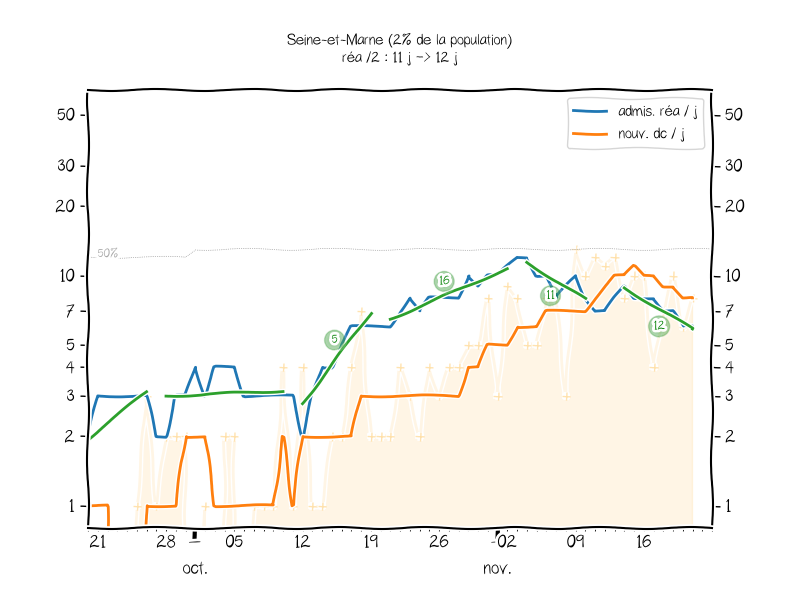 Seine-et-Marne (2% de la population)
réa /2 : 11 j -> 12 j
admis. réa / j
nouv. dc / j
50 50
30 30
20 20
50%
10 10
7 7
5 5
4 4
3 3
2 2
1 1
16
11
5
12
21 28 05 12 19 26 02 09 16
oct. nov.